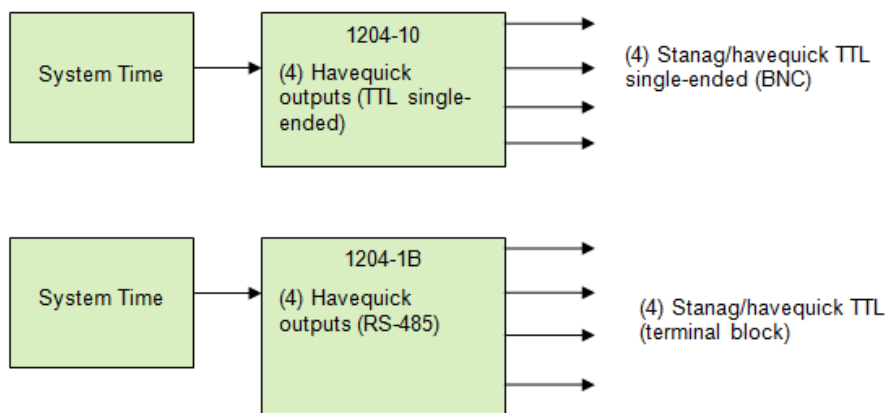 System Time
1204-10
(4) Havequick
outputs (TTL single-
ended)
(4) Stanag/havequick TTL
single-ended (BNC)
System Time
1204-1B
(4) Havequick
outputs (RS-485)
(4) Stanag/havequick TTL
(terminal block)